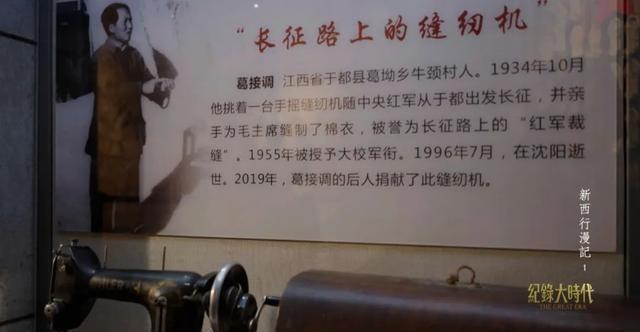 “长征路上的缝纫机”
葛接调 江西省于都县葛坳乡牛颈村人。1934年10月
他挑着一台手摇缝纫机随中央红军从于都出发长征，并亲
手为毛主席缝制了棉衣，被誉为长征路上的“红军裁
缝”。1955年被授予大校军衔。1996年7月，在沈阳逝
世。2019年，葛接调的后人捐献了此缝纫机。
新西行漫記 1
紀錄大時代
THE GREAT ERA